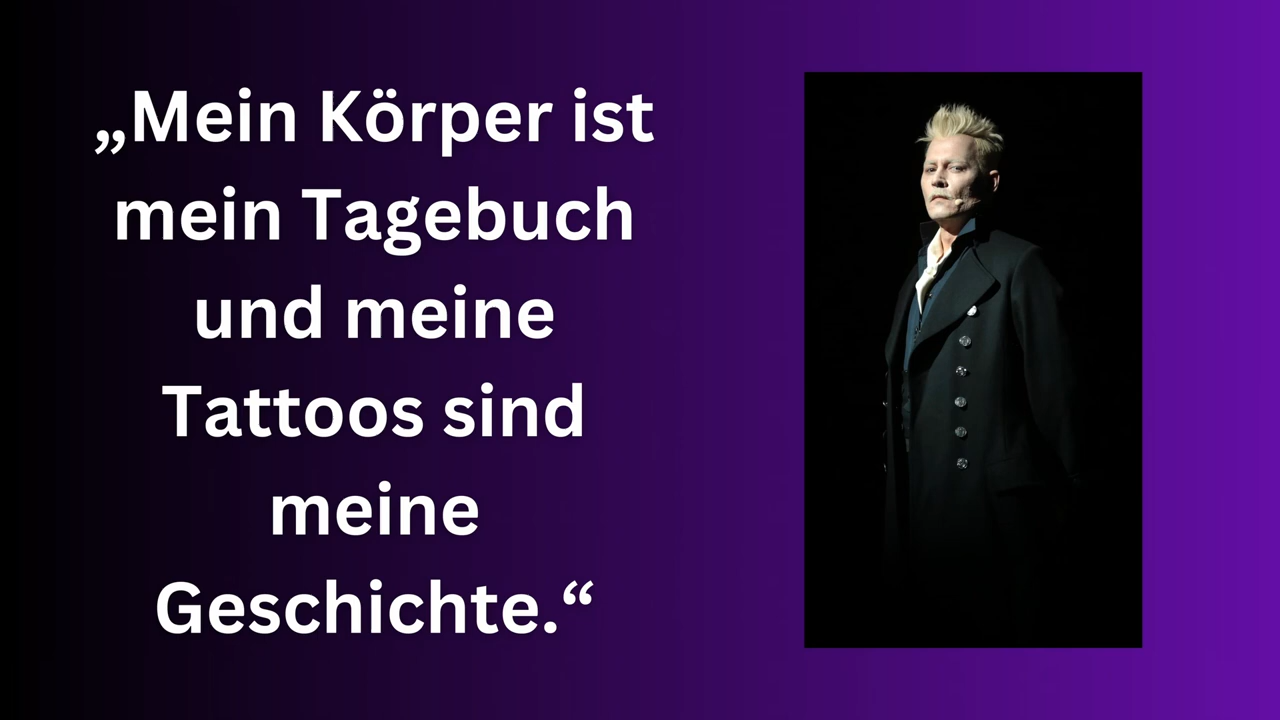 „Mein Körper ist
mein Tagebuch
und meine
Tattoos sind
meine
Geschichte.“